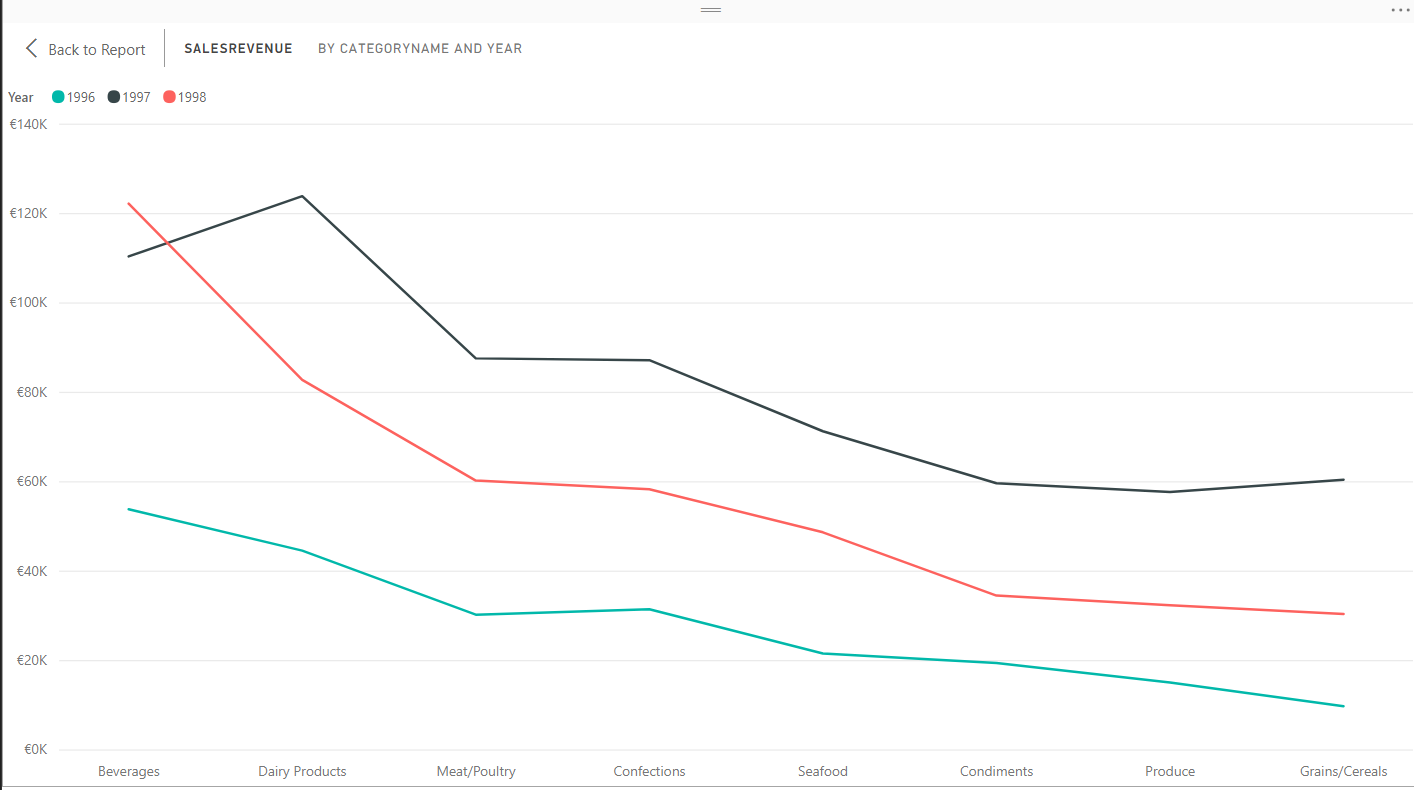 Back to Report SALESREVENUE BY CATEGORYNAME AND YEAR
Year 1996 1997 1998
€140K
€120K
€100K
€80K
€60K
€40K
€20K
€0K
Beverages Dairy Products Meat/Poultry Confections Seafood Condiments Produce Grains/Cereals